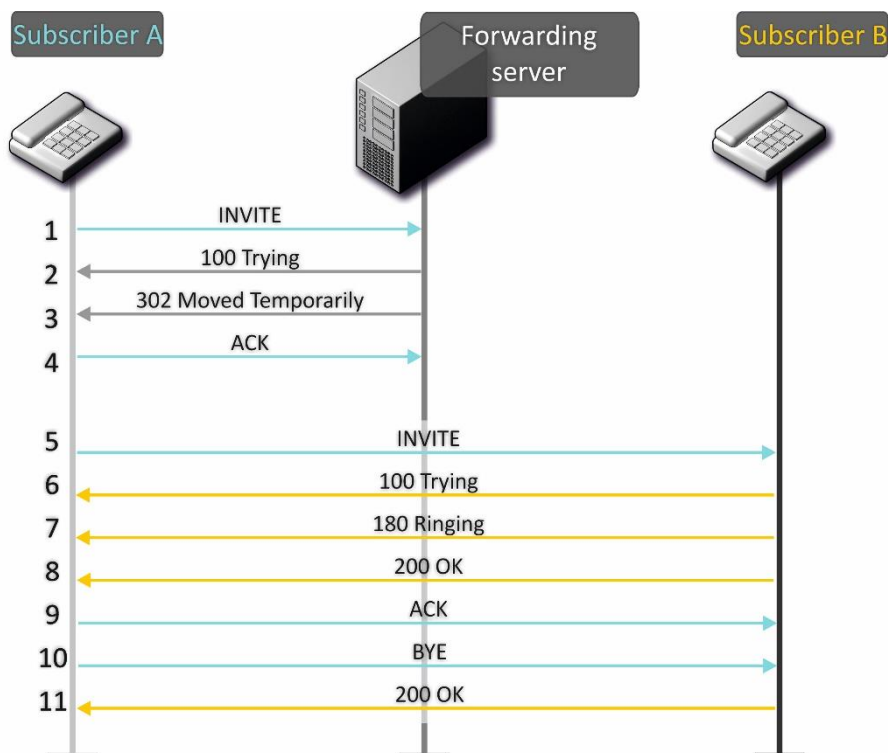 Subscriber A
Forwarding
server
Subscriber B
1
INVITE
2
100 Trying
3
302 Moved Temporarily
4
ACK
5
INVITE
6
100 Trying
7
180 Ringing
8
200 OK
9
ACK
10
BYE
11
200 OK